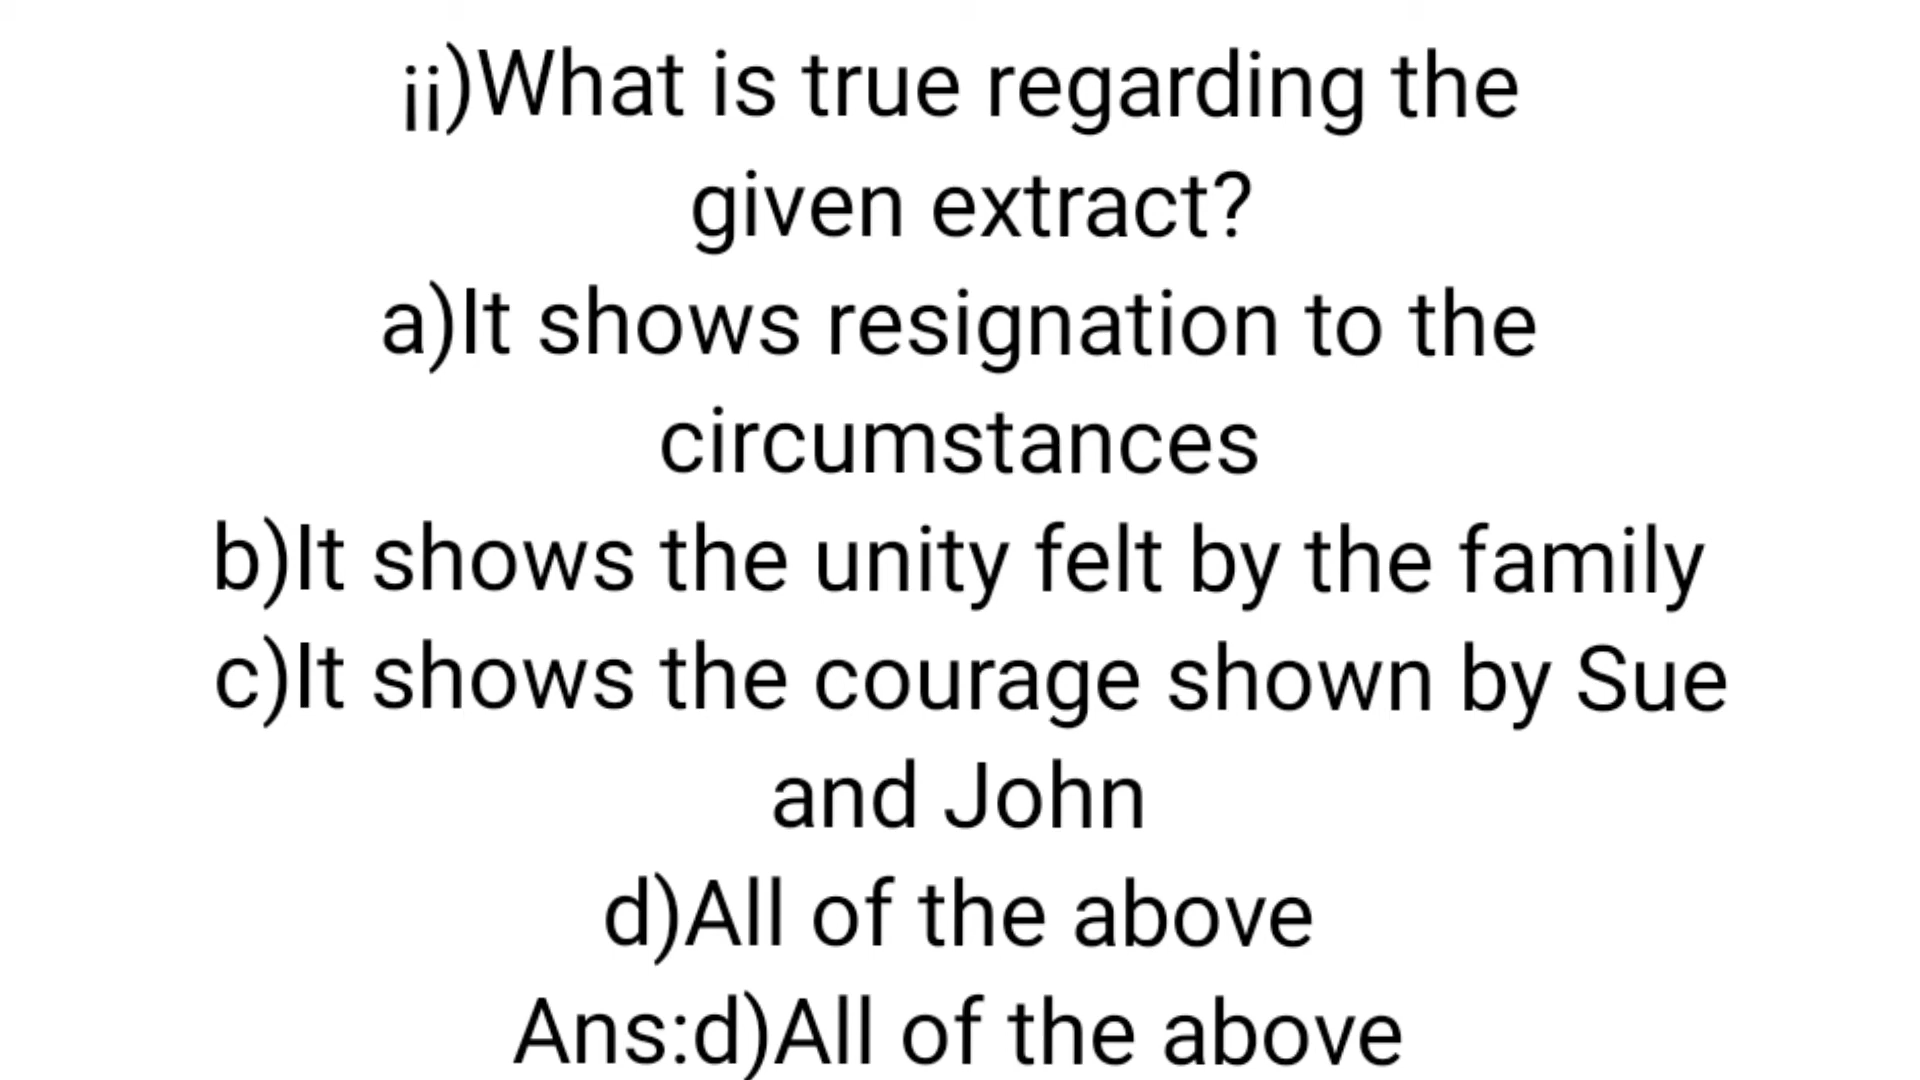 ii)What is true regarding the
given extract?
a)It shows resignation to the
circumstances
b)It shows the unity felt by the family
c)It shows the courage shown by Sue
and John
d)All of the above
Ans:d)All of the above